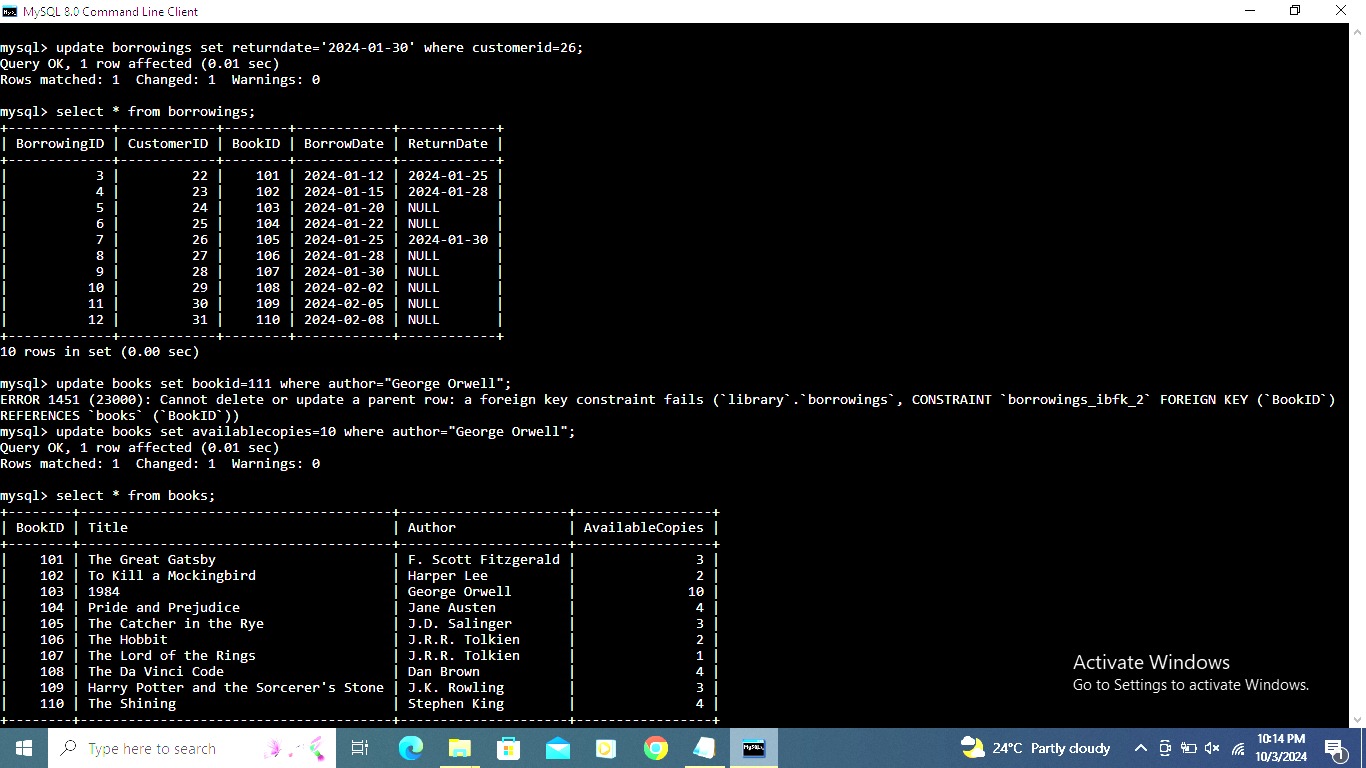 MySQL 8.0 Command Line Client
mysql> update borrowings set returndate='2024-01-30' where customerid=26;
Query OK, 1 row affected (0.01 sec)
Rows matched: 1  Changed: 1  Warnings: 0
mysql> select * from borrowings;
+-------------+------------+--------+------------+------------+
| BorrowingID | CustomerID | BookID | BorrowDate | ReturnDate |
+-------------+------------+--------+------------+------------+
|           3 |         22 |    101 | 2024-01-12 | 2024-01-25 |
|           4 |         23 |    102 | 2024-01-15 | 2024-01-28 |
|           5 |         24 |    103 | 2024-01-20 | NULL       |
|           6 |         25 |    104 | 2024-01-22 | NULL       |
|           7 |         26 |    105 | 2024-01-25 | 2024-01-30 |
|           8 |         27 |    106 | 2024-01-28 | NULL       |
|           9 |         28 |    107 | 2024-01-30 | NULL       |
|          10 |         29 |    108 | 2024-02-02 | NULL       |
|          11 |         30 |    109 | 2024-02-05 | NULL       |
|          12 |         31 |    110 | 2024-02-08 | NULL       |
+-------------+------------+--------+------------+------------+
10 rows in set (0.00 sec)
mysql> update books set bookid=111 where author="George Orwell";
ERROR 1451 (23000): Cannot delete or update a parent row: a foreign key constraint fails (`library`.`borrowings`, CONSTRAINT `borrowings_ibfk_2` FOREIGN KEY (`BookID`)
REFERENCES `books` (`BookID`))
mysql> update books set availablecopies=10 where author="George Orwell";
Query OK, 1 row affected (0.01 sec)
Rows matched: 1  Changed: 1  Warnings: 0
mysql> select * from books;
+--------+---------------------------------------+---------------------+-----------------+
| BookID | Title                                 | Author              | AvailableCopies |
+--------+---------------------------------------+---------------------+-----------------+
|    101 | The Great Gatsby                      | F. Scott Fitzgerald |               3 |
|    102 | To Kill a Mockingbird                 | Harper Lee          |               2 |
|    103 | 1984                                  | George Orwell       |              10 |
|    104 | Pride and Prejudice                   | Jane Austen         |               4 |
|    105 | The Catcher in the Rye                | J.D. Salinger       |               3 |
|    106 | The Hobbit                            | J.R.R. Tolkien      |               2 |
|    107 | The Lord of the Rings                 | J.R.R. Tolkien      |               1 |
|    108 | The Da Vinci Code                     | Dan Brown           |               4 |
|    109 | Harry Potter and the Sorcerer's Stone | J.K. Rowling        |               3 |
|    110 | The Shining                           | Stephen King        |               4 |
+--------+---------------------------------------+---------------------+-----------------+
Activate Windows
Go to Settings to activate Windows.
Type here to search
24°C Partly cloudy
10:14 PM
10/3/2024
1